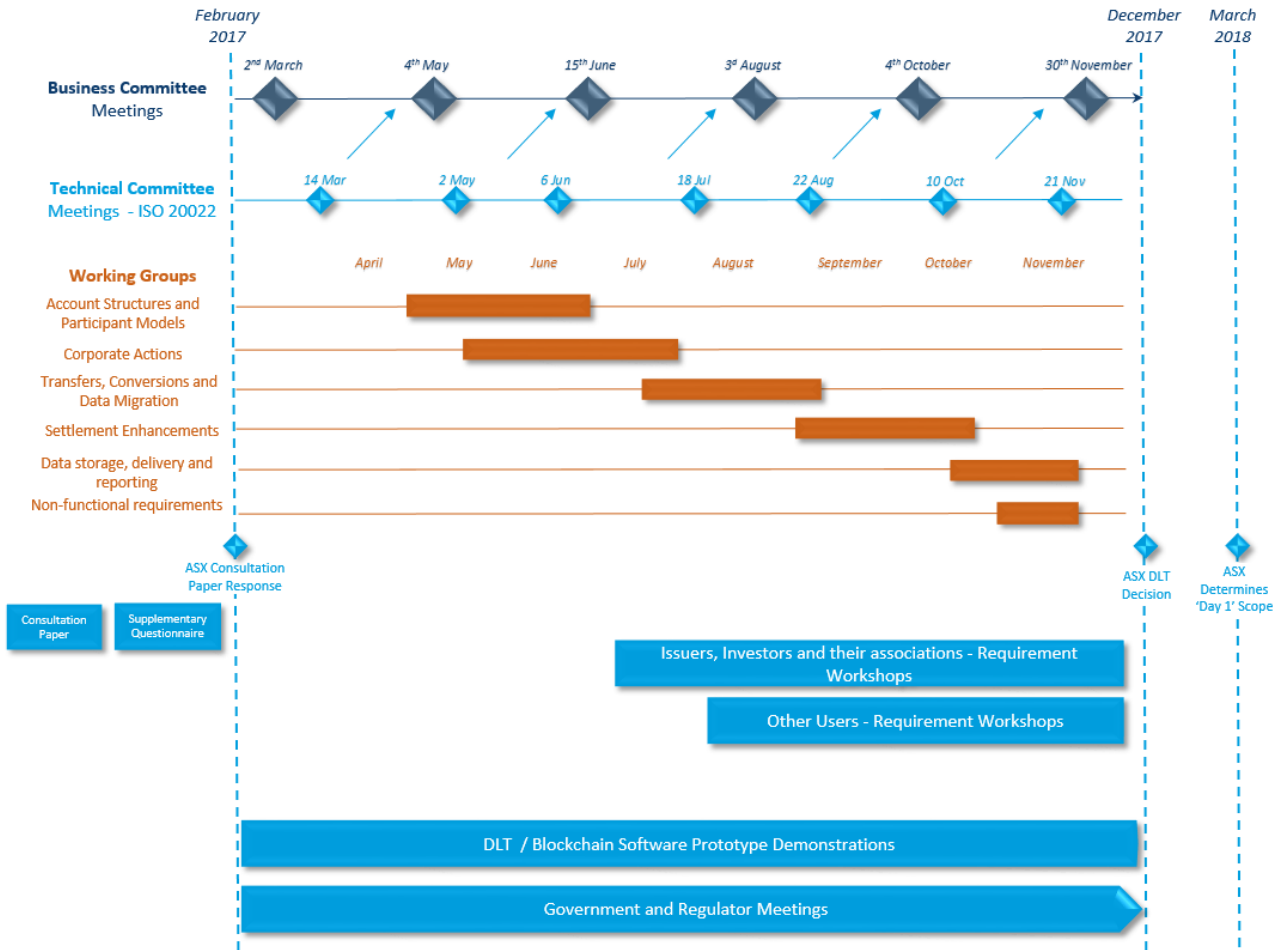 February
2017
December
2017
March
2018
2nd March
4th May
15th June
3rd August
4th October
30th November
Business Committee
Meetings
Technical Committee
Meetings - ISO 20022
14 Mar
2 May
6 Jun
18 Jul
22 Aug
10 Oct
21 Nov
Working Groups
April
May
June
July
August
September
October
November
Account Structures and
Participant Models
Corporate Actions
Transfers, Conversions and
Data Migration
Settlement Enhancements
Data storage, delivery and
reporting
Non-functional requirements
ASX Consultation
Paper Response
ASX DLT
Decision
ASX
Determines
'Day 1' Scope
Consultation
Paper
Supplementary
Questionnaire
Issuers, Investors and their associations - Requirement
Workshops
Other Users - Requirement Workshops
DLT / Blockchain Software Prototype Demonstrations
Government and Regulator Meetings